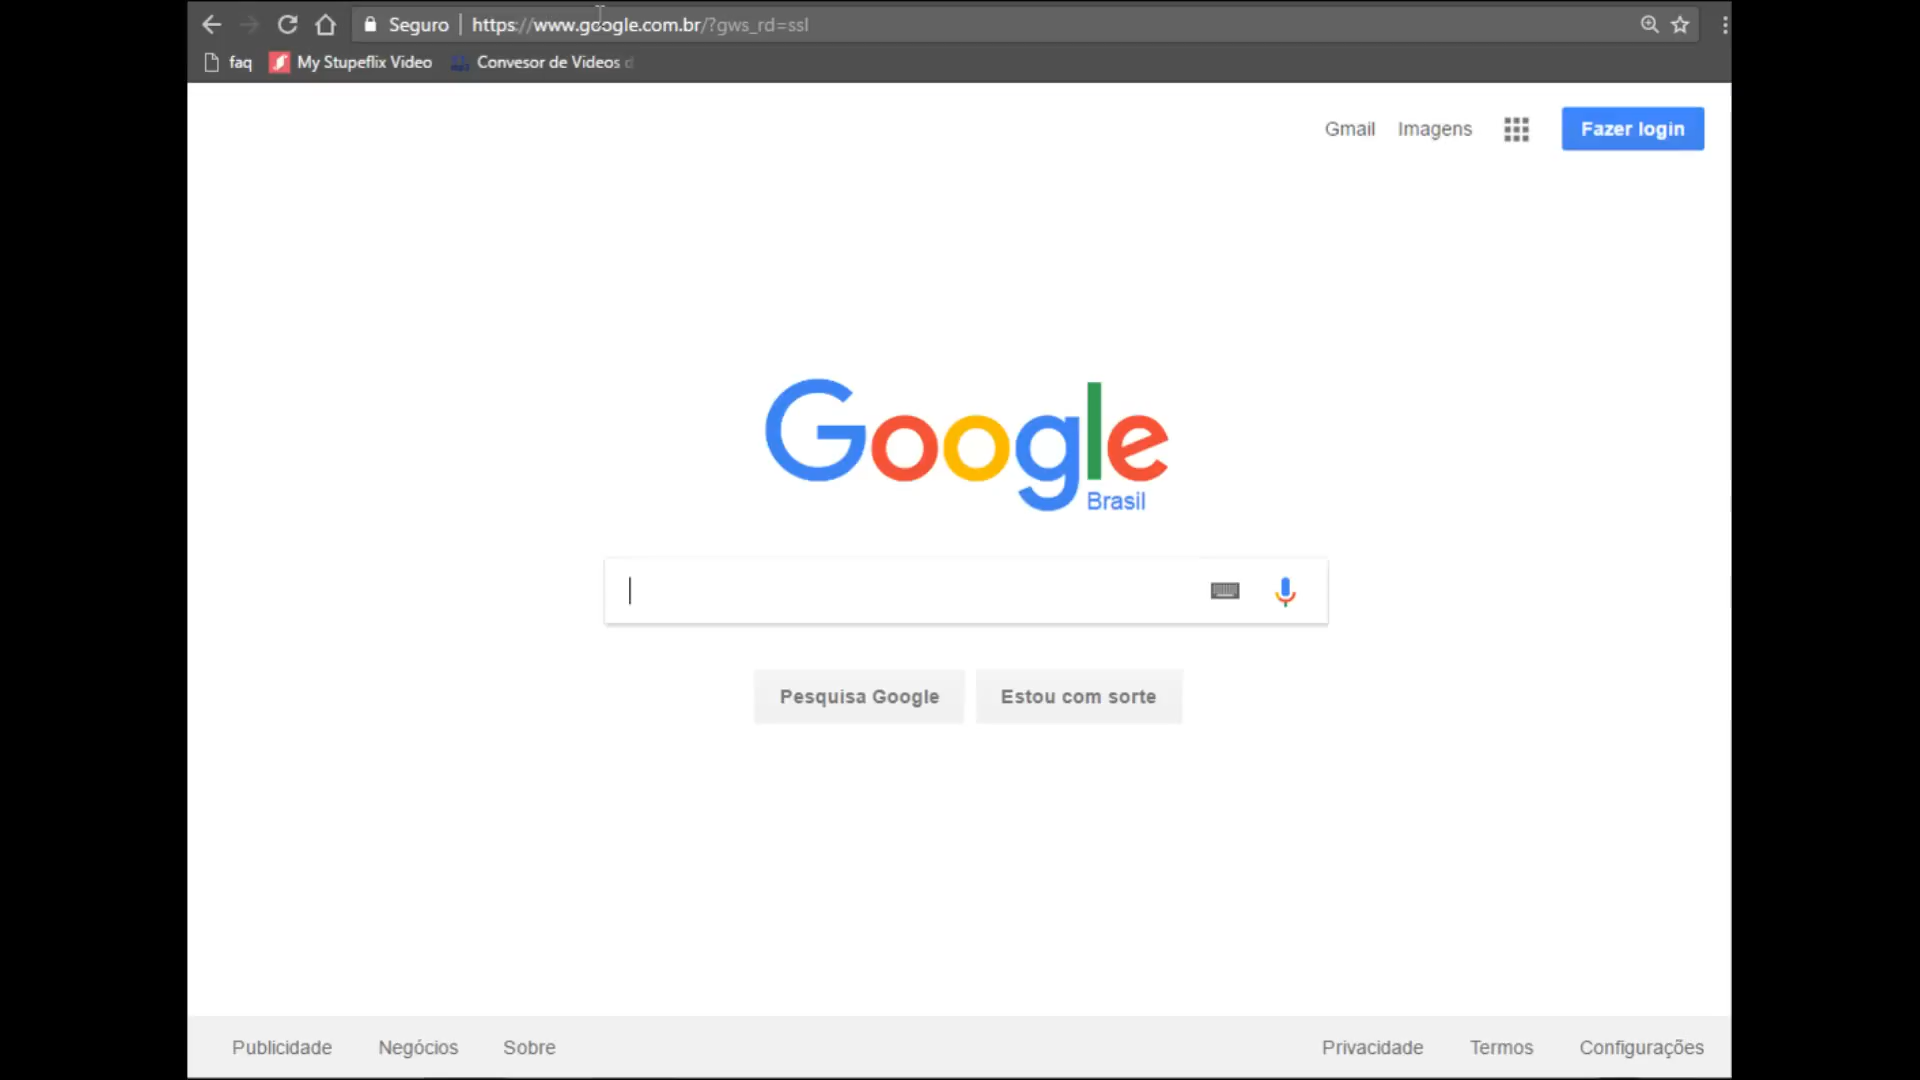 Seguro https://www.google.com.br/?gws_rd=ssl
faq My Stupeflix Video Convesor de Videos
Gmail Imagens Fazer login
Google
Brasil
Pesquisa Google Estou com sorte
Publicidade Negócios Sobre Privacidade Termos Configurações